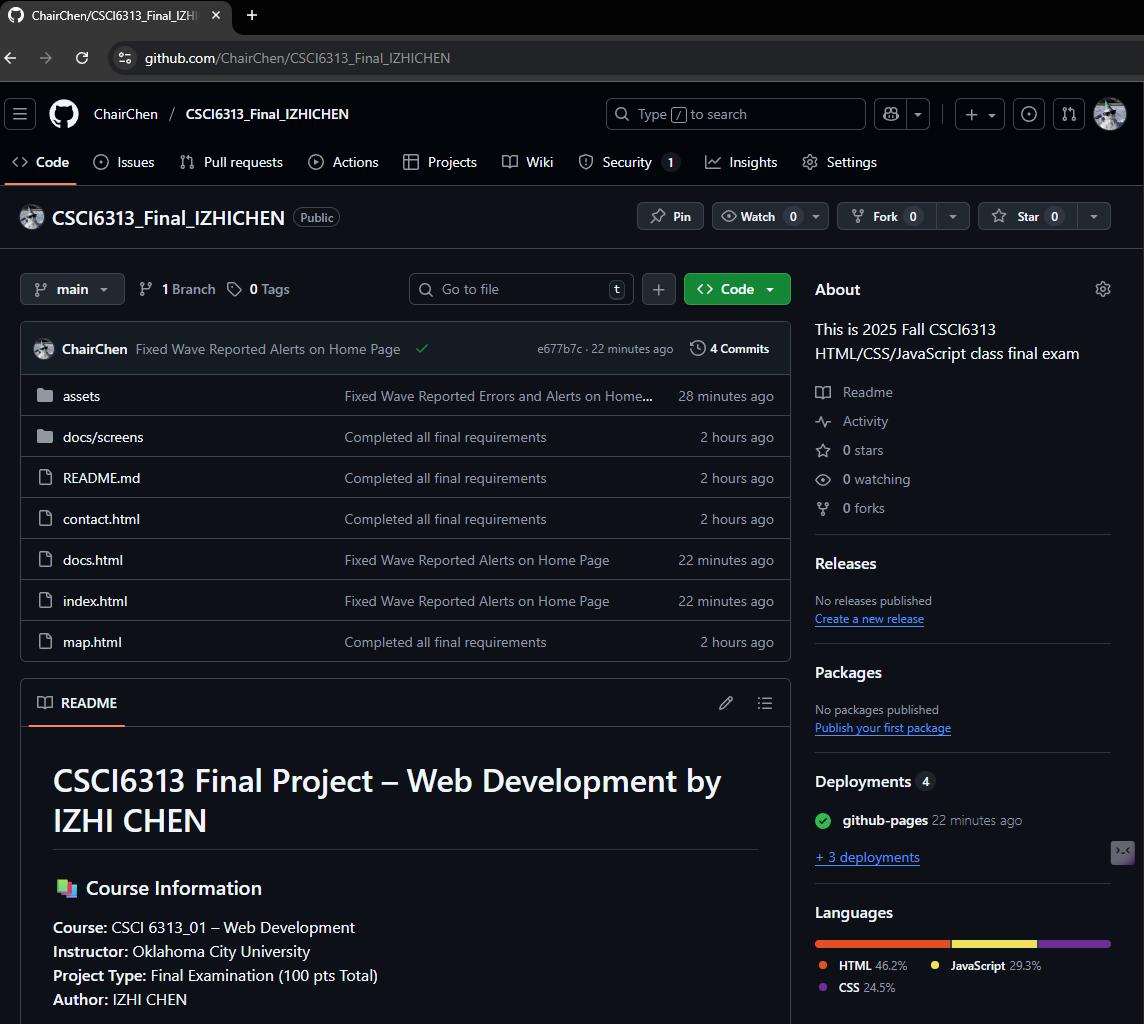 ChairChen/CSCI6313_Final_IZHI
github.com/ChairChen/CSCI6313_Final_IZHICHEN
ChairChen / CSCI6313_Final_IZHICHEN
Type / to search
Code
Issues
Pull requests
Actions
Projects
Wiki
Security 1
Insights
Settings
CSCI6313_Final_IZHICHEN Public
Pin
Watch 0
Fork 0
Star 0
main
1 Branch
0 Tags
Go to file t
Code
ChairChen Fixed Wave Reported Alerts on Home Page
e677b7c · 22 minutes ago
4 Commits
assets Fixed Wave Reported Errors and Alerts on Home... 28 minutes ago
docs/screens Completed all final requirements 2 hours ago
README.md Completed all final requirements 2 hours ago
contact.html Completed all final requirements 2 hours ago
docs.html Fixed Wave Reported Alerts on Home Page 22 minutes ago
index.html Fixed Wave Reported Alerts on Home Page 22 minutes ago
map.html Completed all final requirements 2 hours ago
README
CSCI6313 Final Project – Web Development by
IZHI CHEN
Course Information
Course: CSCI 6313_01 – Web Development
Instructor: Oklahoma City University
Project Type: Final Examination (100 pts Total)
Author: IZHI CHEN
About
This is 2025 Fall CSCI6313
HTML/CSS/JavaScript class final exam
Readme
Activity
0 stars
0 watching
0 forks
Releases
No releases published
Create a new release
Packages
No packages published
Publish your first package
Deployments 4
github-pages 22 minutes ago
+ 3 deployments
Languages
HTML 46.2%
JavaScript 29.3%
CSS 24.5%